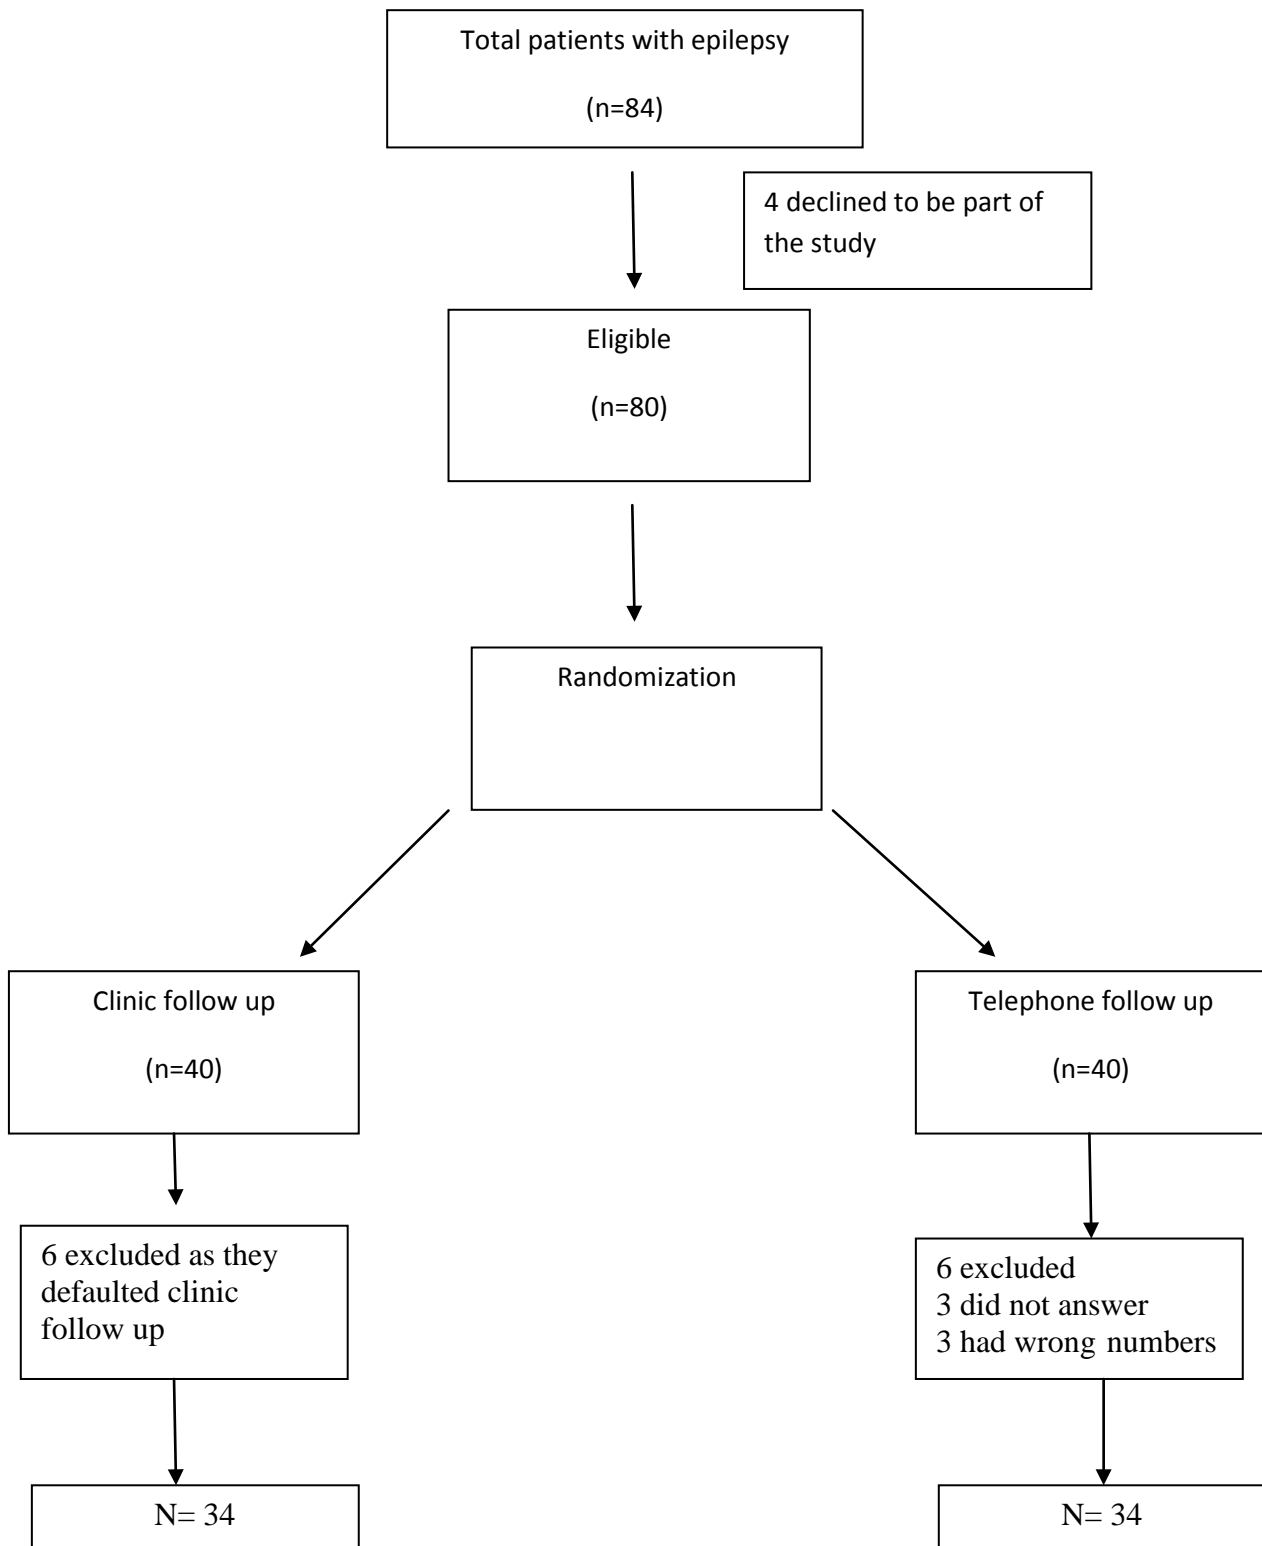 Total patients with epilepsy
(n=84)
4 declined to be part of
the study
Eligible
(n=80)
Randomization
Clinic follow up
(n=40)
Telephone follow up
(n=40)
6 excluded as they
defaulted clinic
follow up
6 excluded
3 did not answer
3 had wrong numbers
N= 34
N= 34